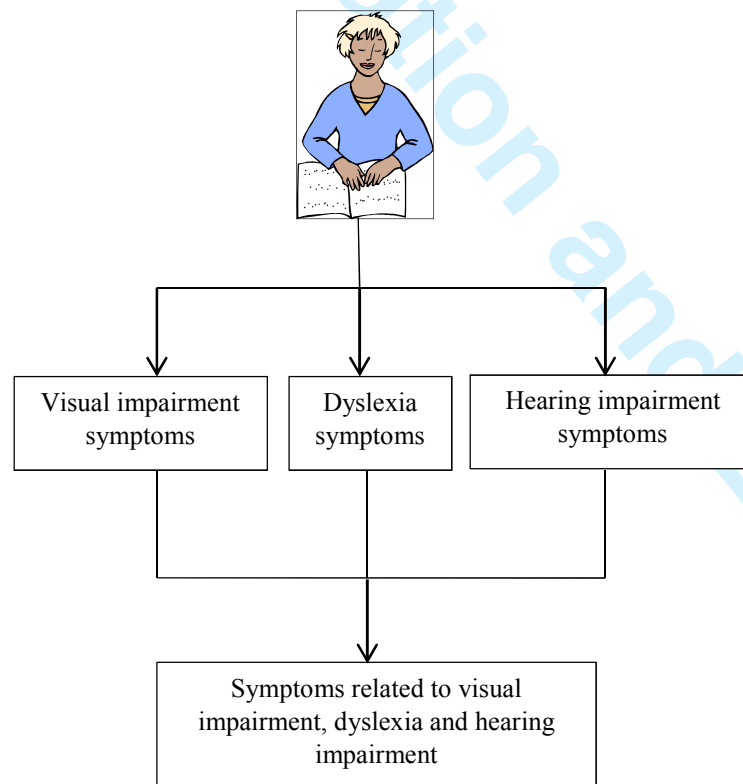 Visual impairment
symptoms
Dyslexia
symptoms
Hearing impairment
symptoms
Symptoms related to visual
impairment, dyslexia and hearing
impairment